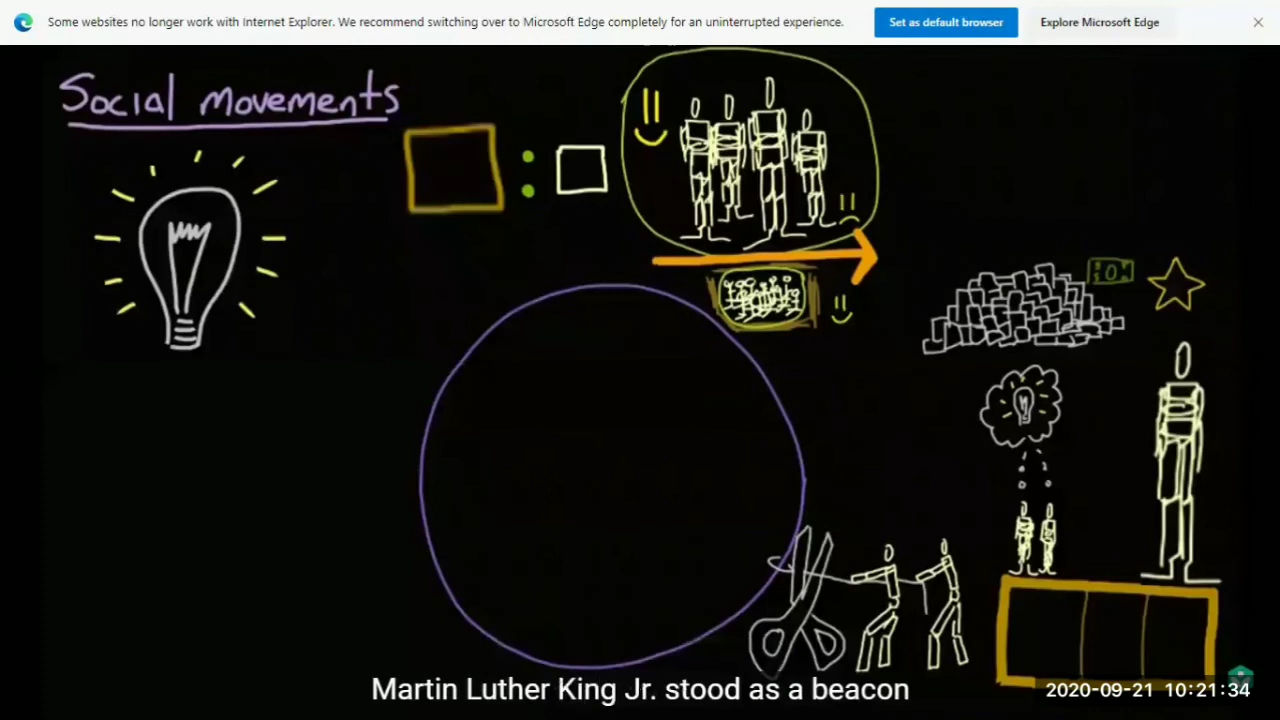 Some websites no longer work with Internet Explorer. We recommend switching over to Microsoft Edge completely for an uninterrupted experience.
Set as default browser
Explore Microsoft Edge
Social movements
Martin Luther King Jr. stood as a beacon
2020-09-21 10:21:34